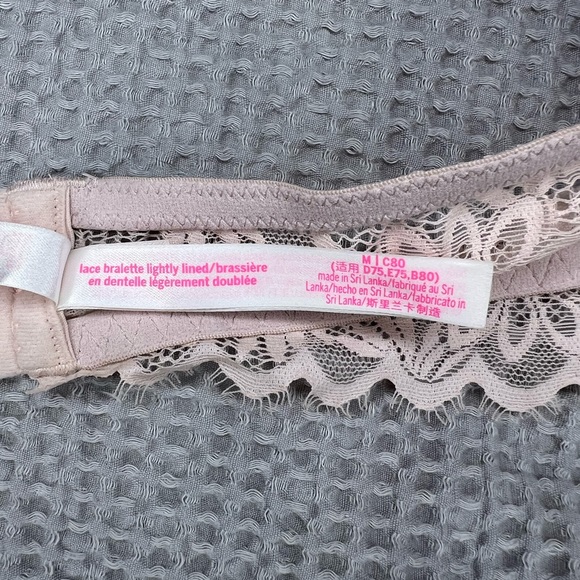 lace bralette lightly lined/brassière
en dentelle légèrement doublée
M | C80
(适用 D75,E75,B80)
made in Sri Lanka/fabriqué au Sri
Lanka/hecho en Sri Lanka/fabbricato in
Sri Lanka/斯里兰卡制造